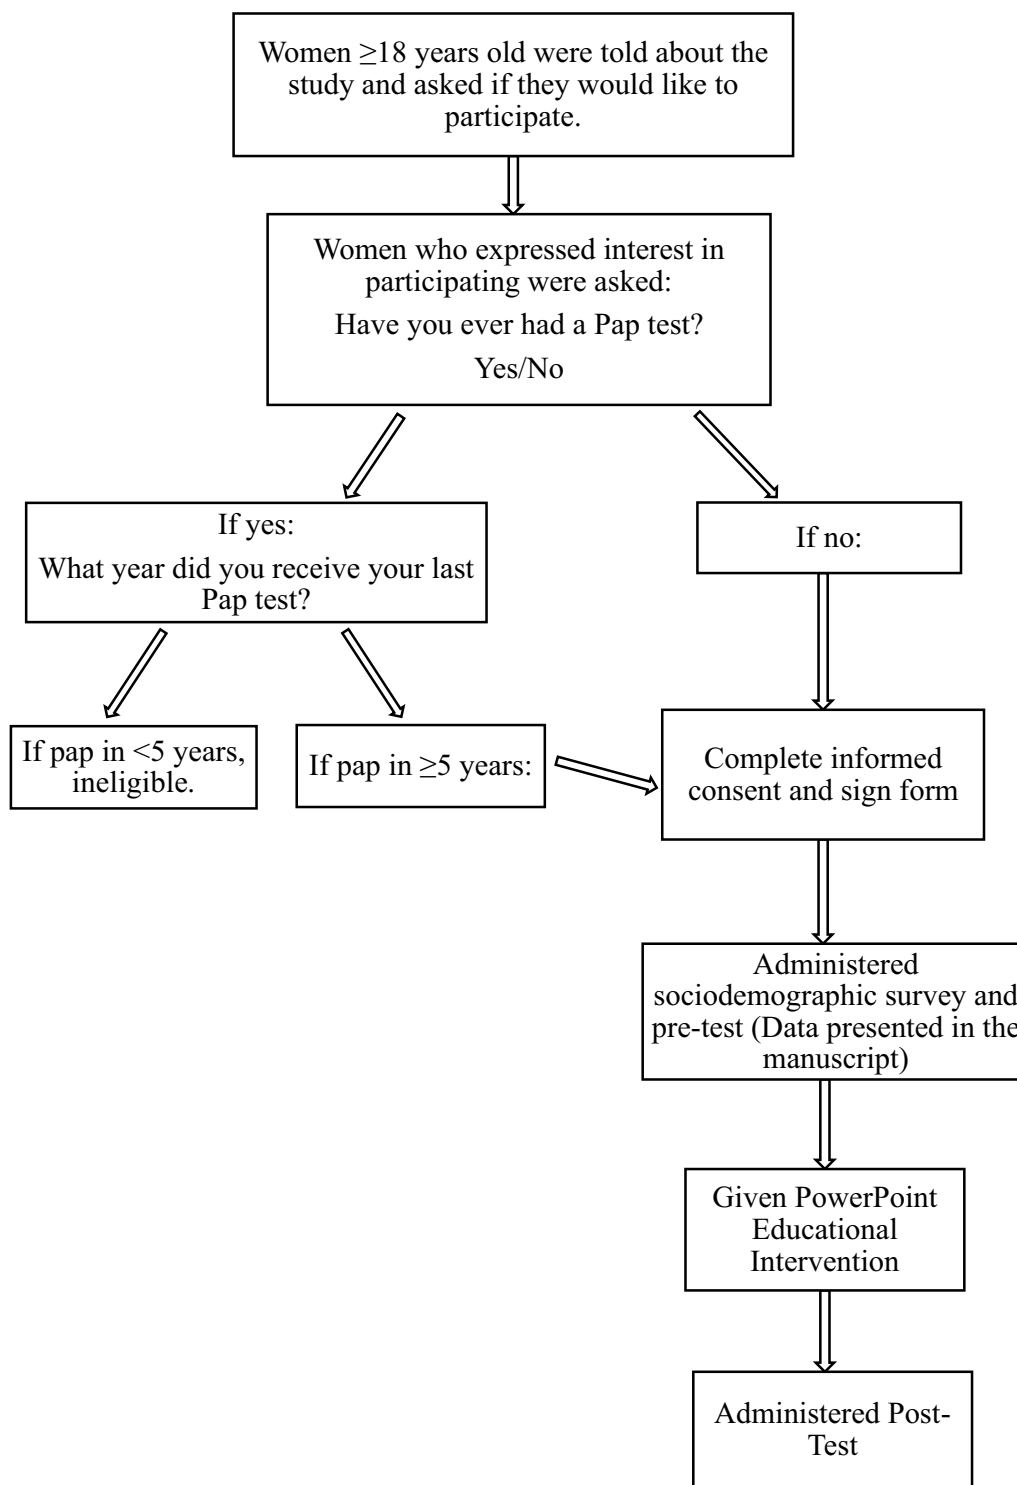 Women ≥18 years old were told about the
study and asked if they would like to
participate.
Women who expressed interest in
participating were asked:
Have you ever had a Pap test?
Yes/No
If yes:
What year did you receive your last
Pap test?
If no:
If pap in <5 years,
ineligible.
If pap in ≥5 years:
Complete informed
consent and sign form
Administered
sociodemographic survey and
pre-test (Data presented in the
manuscript)
Given PowerPoint
Educational
Intervention
Administered Post-
Test